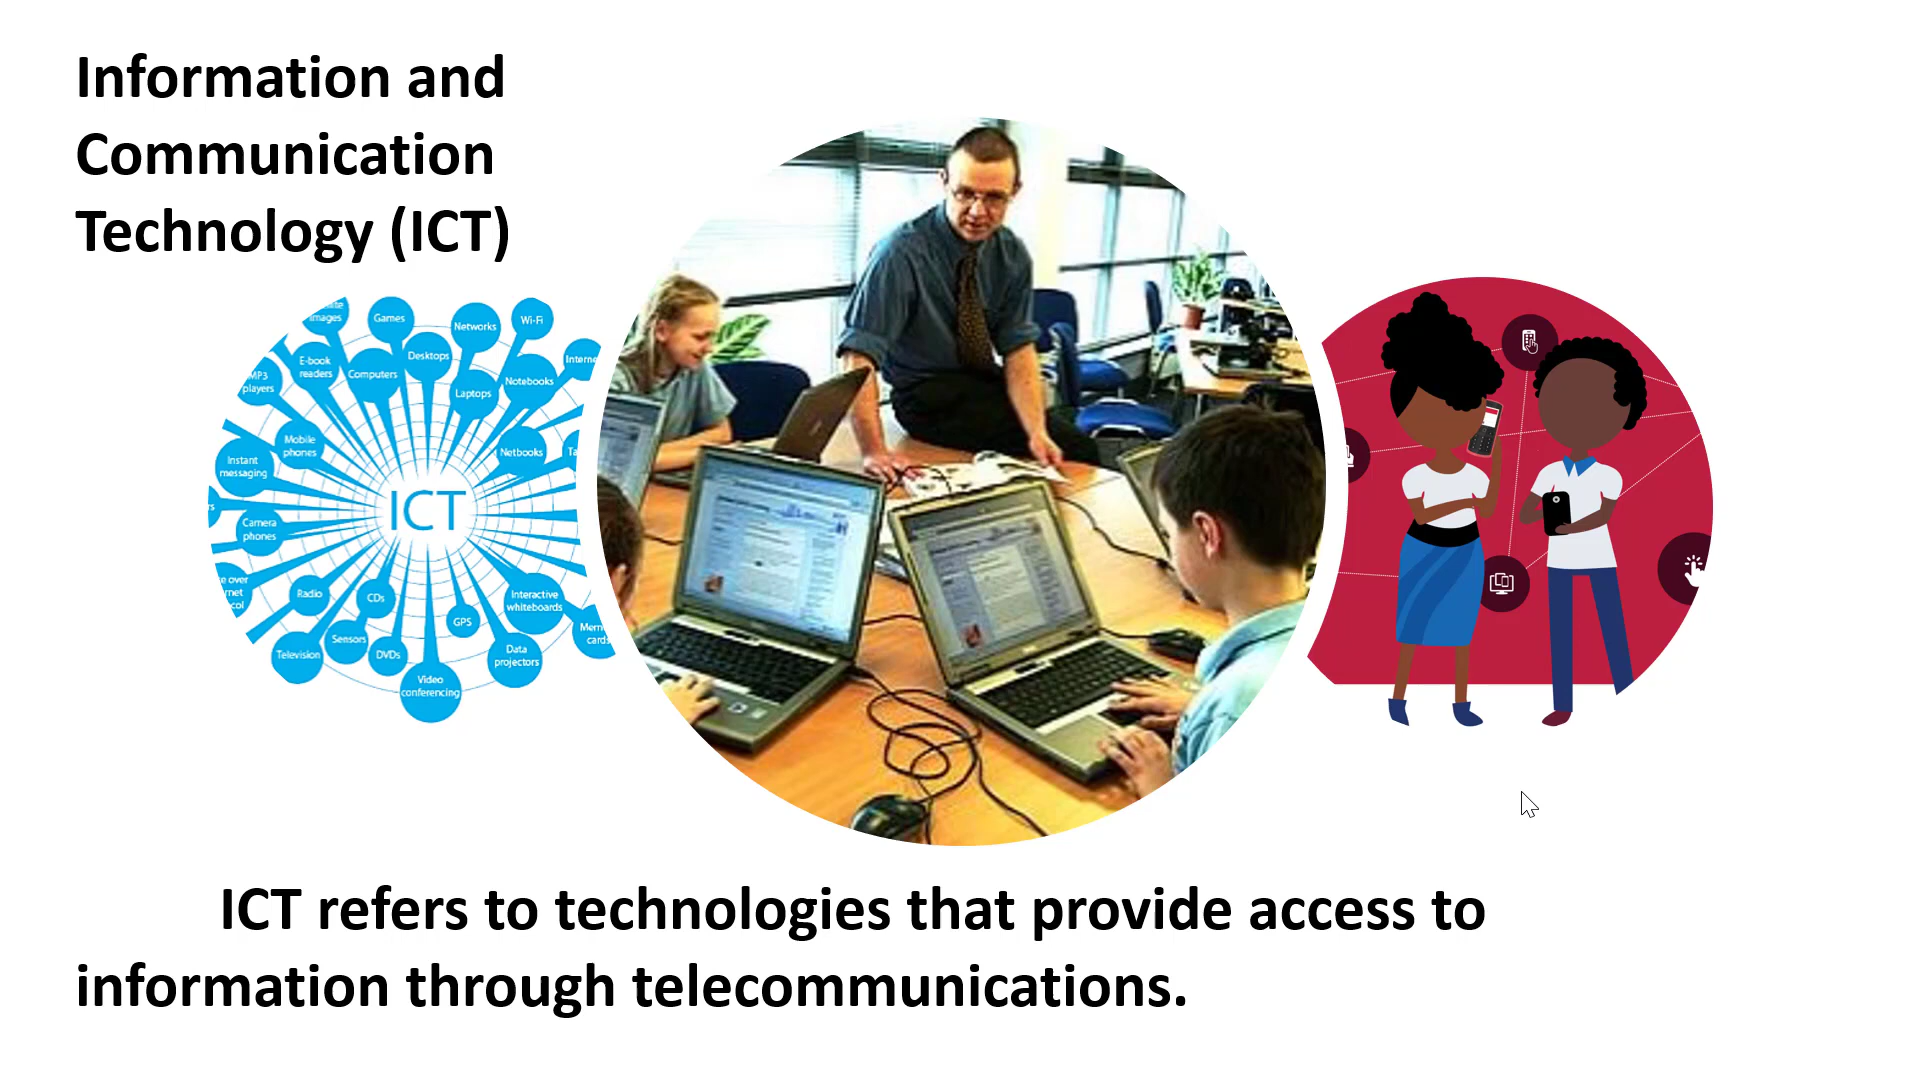 Information and
Communication
Technology (ICT)
images
Games
Networks
Wi-Fi
E-book
readers
Computers
Desktops
Laptops
Notebooks
MP3
players
Mobile
phones
Netbooks
Instant
messaging
ICT
Camera
phones
Radio
CDs
GPS
Interactive
whiteboards
Sensors
DVDs
Television
Data
projectors
Video
conferencing
ICT refers to technologies that provide access to
information through telecommunications.